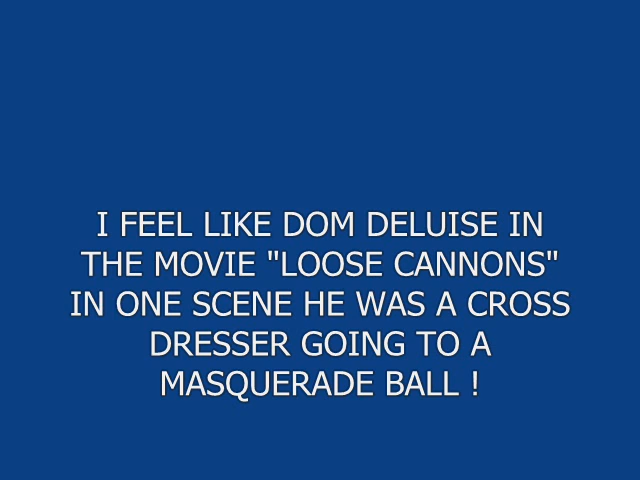 I FEEL LIKE DOM DELUISE IN
THE MOVIE "LOOSE CANNONS"
IN ONE SCENE HE WAS A CROSS
DRESSER GOING TO A
MASQUERADE BALL !